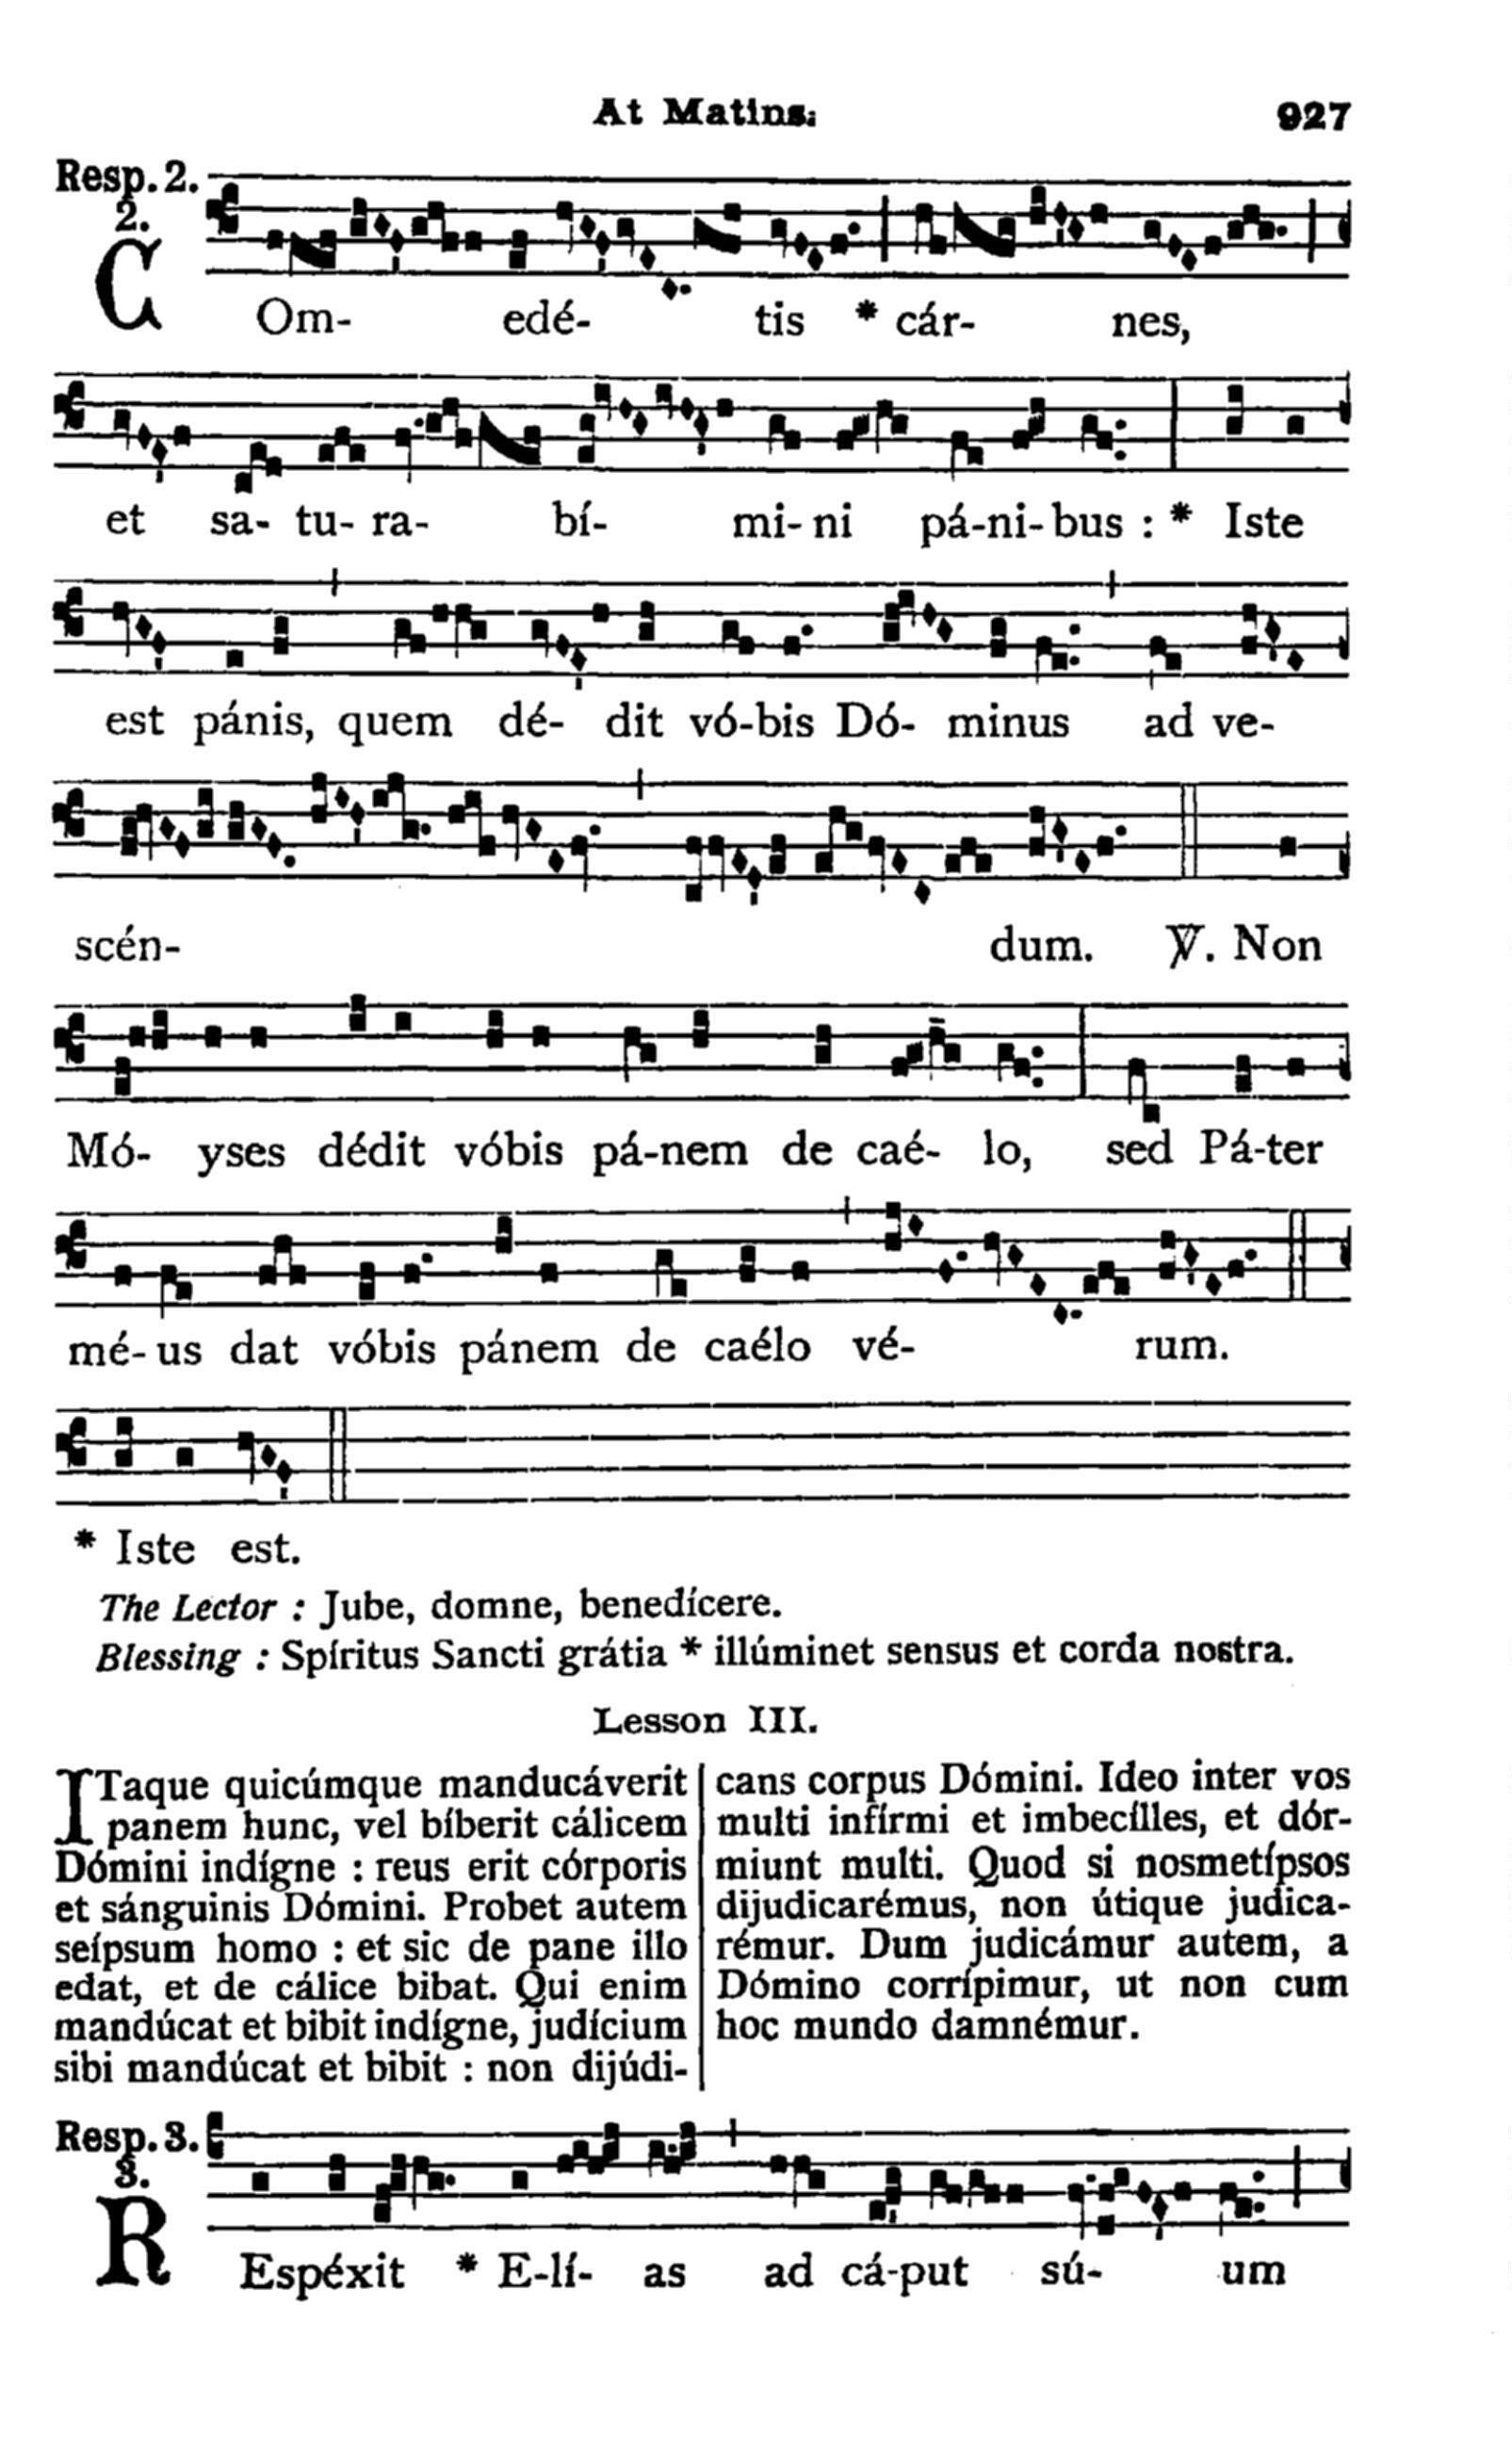 At Matins. 927
Resp. 2.
2.
COm- edé- tis * cár- nes,
et sa- tu- ra- bí- mi- ni pá-ni-bus : * Iste
est pánis, quem dé- dit vó-bis Dó- minus ad ve-
scén- dum. ℣. Non
Mó- yses dédit vóbis pá-nem de caé- lo, sed Pá-ter
mé- us dat vóbis pánem de caélo vé- rum.
* Iste est.
The Lector : Jube, domne, benedícere.
Blessing : Spíritus Sancti grátia * illúminet sensus et corda nostra.
Lesson III.
ITaque quicúmque manducáverit
panem hunc, vel bíberit cálicem
Dómini indígne : reus erit córporis
et sánguinis Dómini. Probet autem
seípsum homo : et sic de pane illo
edat, et de cálice bibat. Qui enim
mandúcat et bibit indígne, judícium
sibi mandúcat et bibit : non dijúdi-
cans corpus Dómini. Ideo inter vos
multi infírmi et imbecílles, et dór-
miunt multi. Quod si nosmetípsos
dijudicarémus, non útique judica-
rémur. Dum judicámur autem, a
Dómino corrípimur, ut non cum
hoc mundo damnémur.
Resp. 3.
3.
REspéxit * E-lí- as ad cá-put sú- um